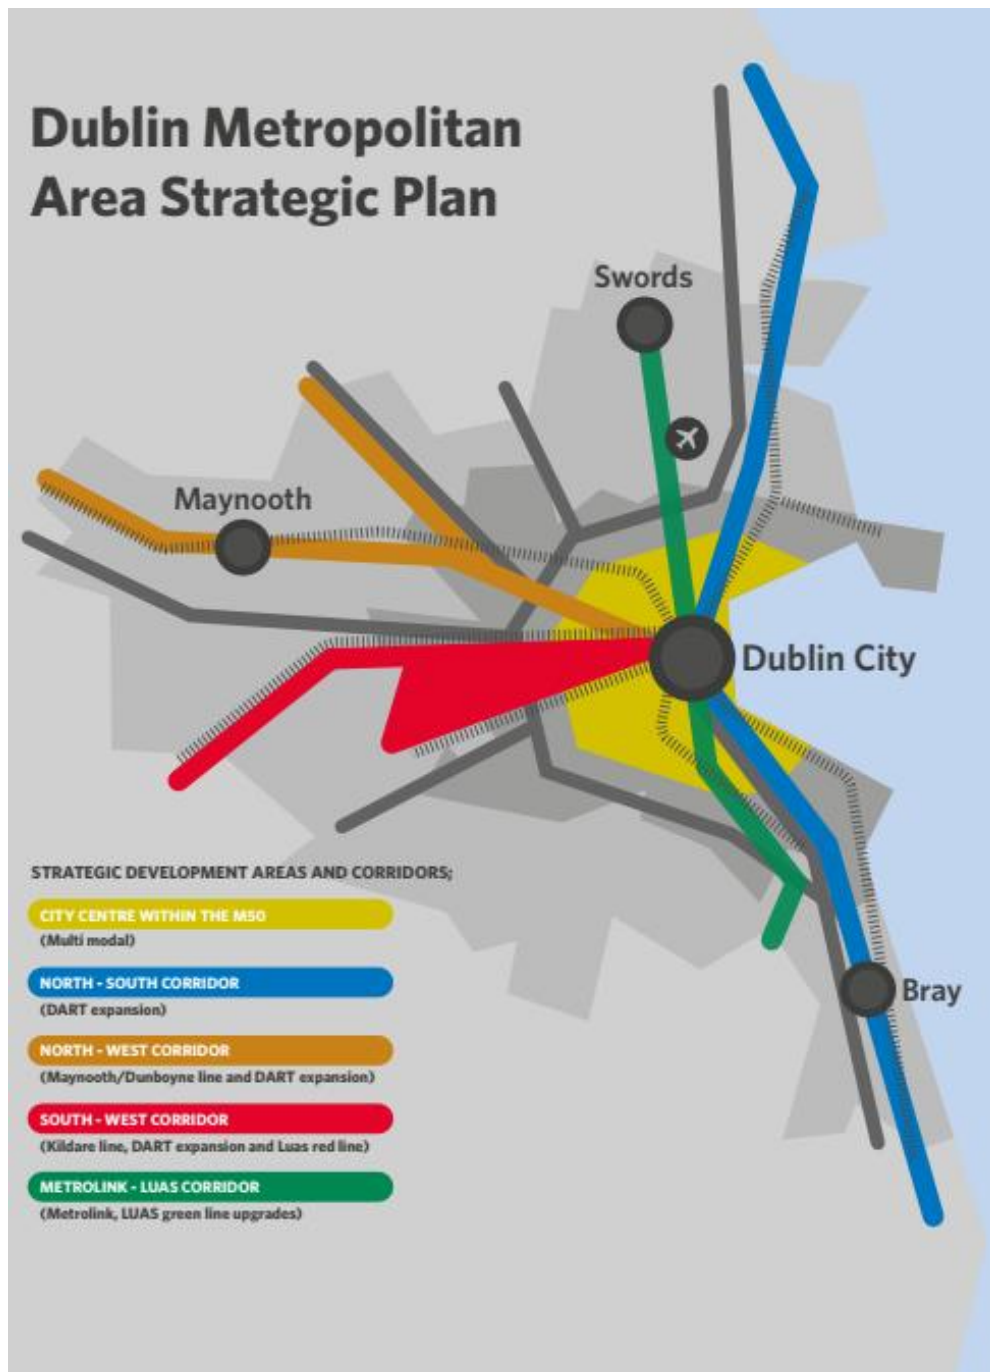 Dublin Metropolitan
Area Strategic Plan
Swords
Maynooth
Dublin City
Bray
STRATEGIC DEVELOPMENT AREAS AND CORRIDORS;
CITY CENTRE WITHIN THE M50
(Multi modal)
NORTH - SOUTH CORRIDOR
(DART expansion)
NORTH - WEST CORRIDOR
(Maynooth/Dunboyne line and DART expansion)
SOUTH - WEST CORRIDOR
(Kildare line, DART expansion and Luas red line)
METROLINK - LUAS CORRIDOR
(Metrolink, LUAS green line upgrades)